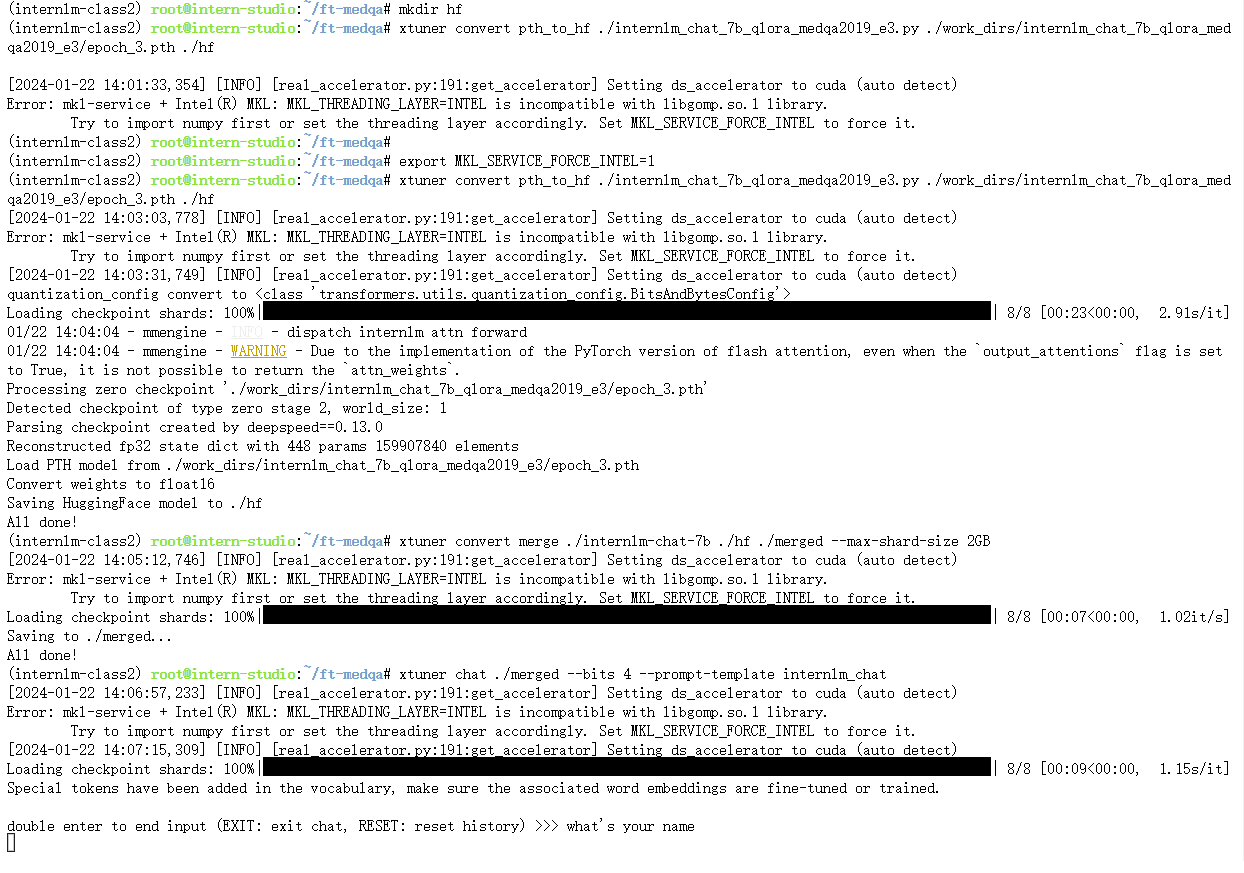 (internlm-class2) root@intern-studio:~/ft-medqa# mkdir hf
(internlm-class2) root@intern-studio:~/ft-medqa# xtuner convert pth_to_hf ./internlm_chat_7b_qlora_medqa2019_e3.py ./work_dirs/internlm_chat_7b_qlora_med
qa2019_e3/epoch_3.pth ./hf
[2024-01-22 14:01:33,354] [INFO] [real_accelerator.py:191:get_accelerator] Setting ds_accelerator to cuda (auto detect)
Error: mkl-service + Intel(R) MKL: MKL_THREADING_LAYER=INTEL is incompatible with libgomp.so.1 library.
Try to import numpy first or set the threading layer accordingly. Set MKL_SERVICE_FORCE_INTEL to force it.
(internlm-class2) root@intern-studio:~/ft-medqa#
(internlm-class2) root@intern-studio:~/ft-medqa# export MKL_SERVICE_FORCE_INTEL=1
(internlm-class2) root@intern-studio:~/ft-medqa# xtuner convert pth_to_hf ./internlm_chat_7b_qlora_medqa2019_e3.py ./work_dirs/internlm_chat_7b_qlora_med
qa2019_e3/epoch_3.pth ./hf
[2024-01-22 14:03:03,778] [INFO] [real_accelerator.py:191:get_accelerator] Setting ds_accelerator to cuda (auto detect)
Error: mkl-service + Intel(R) MKL: MKL_THREADING_LAYER=INTEL is incompatible with libgomp.so.1 library.
Try to import numpy first or set the threading layer accordingly. Set MKL_SERVICE_FORCE_INTEL to force it.
[2024-01-22 14:03:31,749] [INFO] [real_accelerator.py:191:get_accelerator] Setting ds_accelerator to cuda (auto detect)
quantization_config convert to <class 'transformers.utils.quantization_config.BitsAndBytesConfig'>
Loading checkpoint shards: 100%| | 8/8 [00:23<00:00, 2.91s/it]
01/22 14:04:04 - mmengine - INFO - dispatch internlm attn forward
01/22 14:04:04 - mmengine - WARNING - Due to the implementation of the PyTorch version of flash attention, even when the `output_attentions` flag is set
to True, it is not possible to return the `attn_weights`.
Processing zero checkpoint './work_dirs/internlm_chat_7b_qlora_medqa2019_e3/epoch_3.pth'
Detected checkpoint of type zero stage 2, world_size: 1
Parsing checkpoint created by deepspeed==0.13.0
Reconstructed fp32 state dict with 448 params 159907840 elements
Load PTH model from ./work_dirs/internlm_chat_7b_qlora_medqa2019_e3/epoch_3.pth
Convert weights to float16
Saving HuggingFace model to ./hf
All done!
(internlm-class2) root@intern-studio:~/ft-medqa# xtuner convert merge ./internlm-chat-7b ./hf ./merged --max-shard-size 2GB
[2024-01-22 14:05:12,746] [INFO] [real_accelerator.py:191:get_accelerator] Setting ds_accelerator to cuda (auto detect)
Error: mkl-service + Intel(R) MKL: MKL_THREADING_LAYER=INTEL is incompatible with libgomp.so.1 library.
Try to import numpy first or set the threading layer accordingly. Set MKL_SERVICE_FORCE_INTEL to force it.
Loading checkpoint shards: 100%| | 8/8 [00:07<00:00, 1.02it/s]
Saving to ./merged...
All done!
(internlm-class2) root@intern-studio:~/ft-medqa# xtuner chat ./merged --bits 4 --prompt-template internlm_chat
[2024-01-22 14:06:57,233] [INFO] [real_accelerator.py:191:get_accelerator] Setting ds_accelerator to cuda (auto detect)
Error: mkl-service + Intel(R) MKL: MKL_THREADING_LAYER=INTEL is incompatible with libgomp.so.1 library.
Try to import numpy first or set the threading layer accordingly. Set MKL_SERVICE_FORCE_INTEL to force it.
[2024-01-22 14:07:15,309] [INFO] [real_accelerator.py:191:get_accelerator] Setting ds_accelerator to cuda (auto detect)
Loading checkpoint shards: 100%| | 8/8 [00:09<00:00, 1.15s/it]
Special tokens have been added in the vocabulary, make sure the associated word embeddings are fine-tuned or trained.
double enter to end input (EXIT: exit chat, RESET: reset history) >>> what's your name